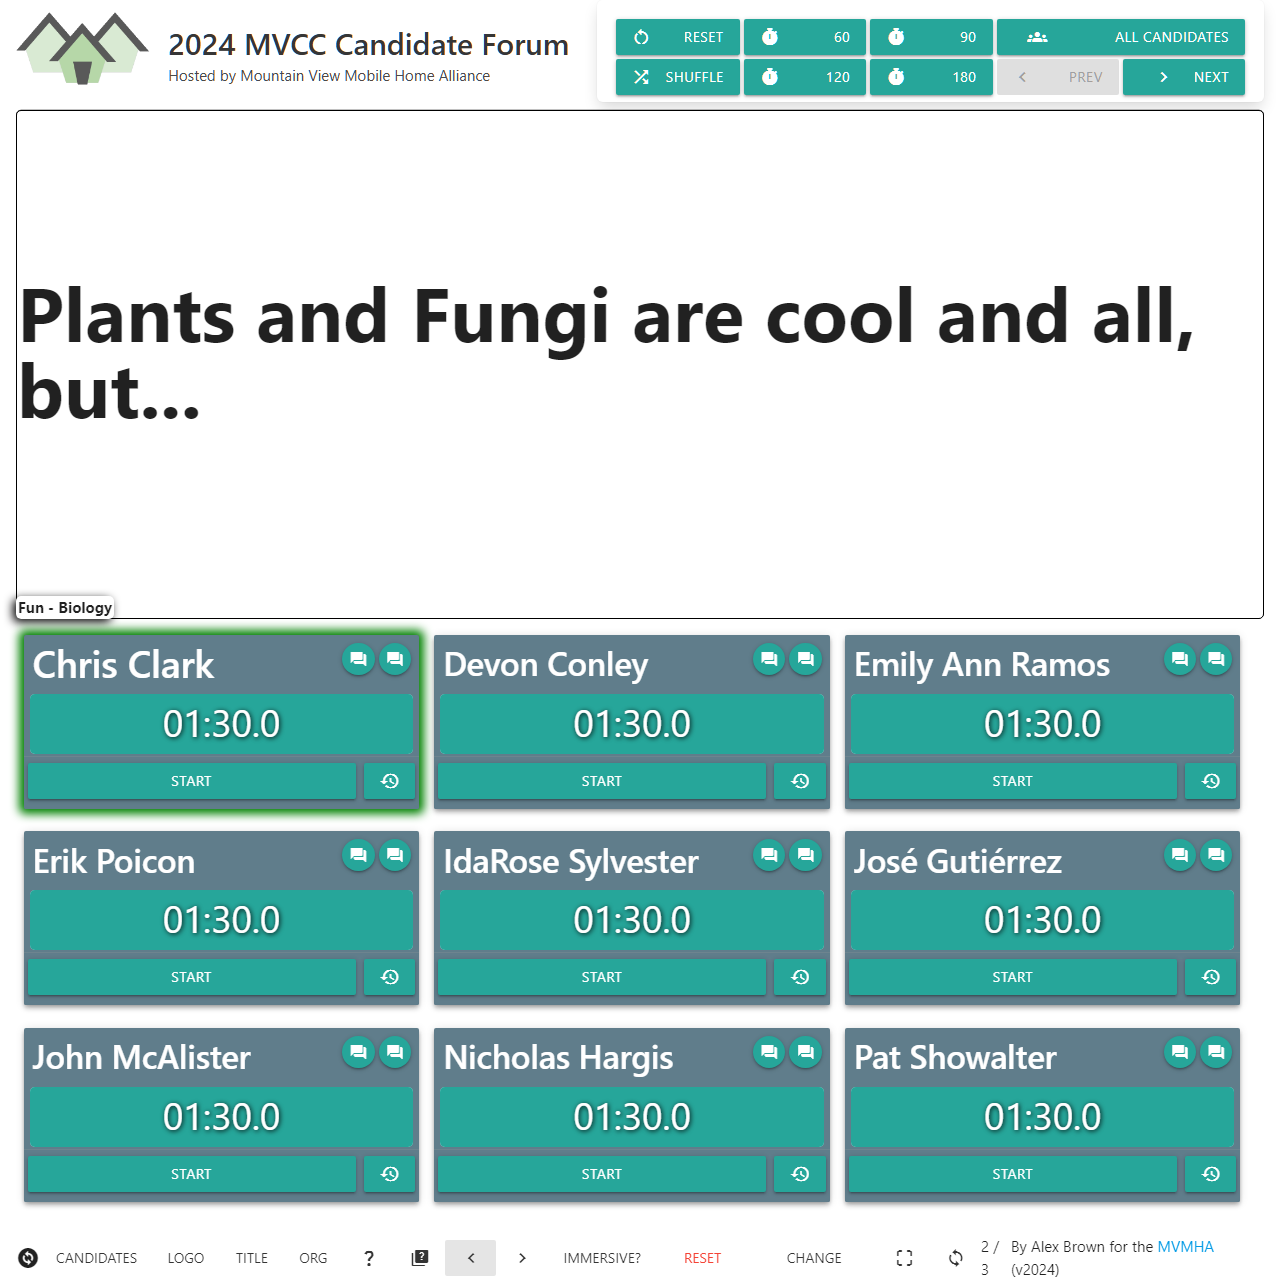 2024 MVCC Candidate Forum
Hosted by Mountain View Mobile Home Alliance
RESET 60 90 ALL CANDIDATES
SHUFFLE 120 180 PREV NEXT
Plants and Fungi are cool and all,
but...
Fun - Biology
Chris Clark Devon Conley Emily Ann Ramos
01:30.0 01:30.0 01:30.0
START START START
Erik Poicon IdaRose Sylvester José Gutiérrez
01:30.0 01:30.0 01:30.0
START START START
John McAlister Nicholas Hargis Pat Showalter
01:30.0 01:30.0 01:30.0
START START START
CANDIDATES LOGO TITLE ORG ? ? < > IMMERSIVE? RESET CHANGE 2 / By Alex Brown for the MVMHA
3 (v2024)